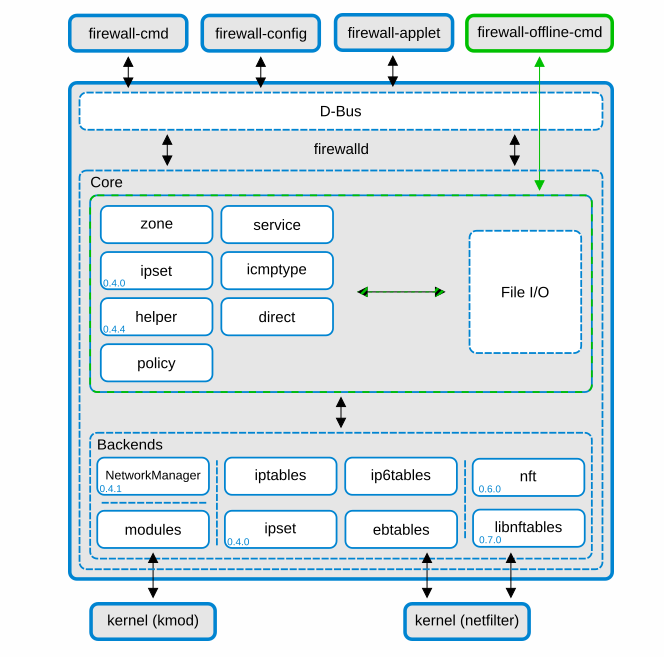 firewall-cmd
firewall-config
firewall-applet
firewall-offline-cmd
D-Bus
firewalld
Core
zone
service
ipset
0.4.0
icmptype
helper
0.4.4
direct
policy
File I/O
Backends
NetworkManager
0.4.1
iptables
ip6tables
nft
0.6.0
modules
ipset
0.4.0
ebtables
libnftables
0.7.0
kernel (kmod)
kernel (netfilter)